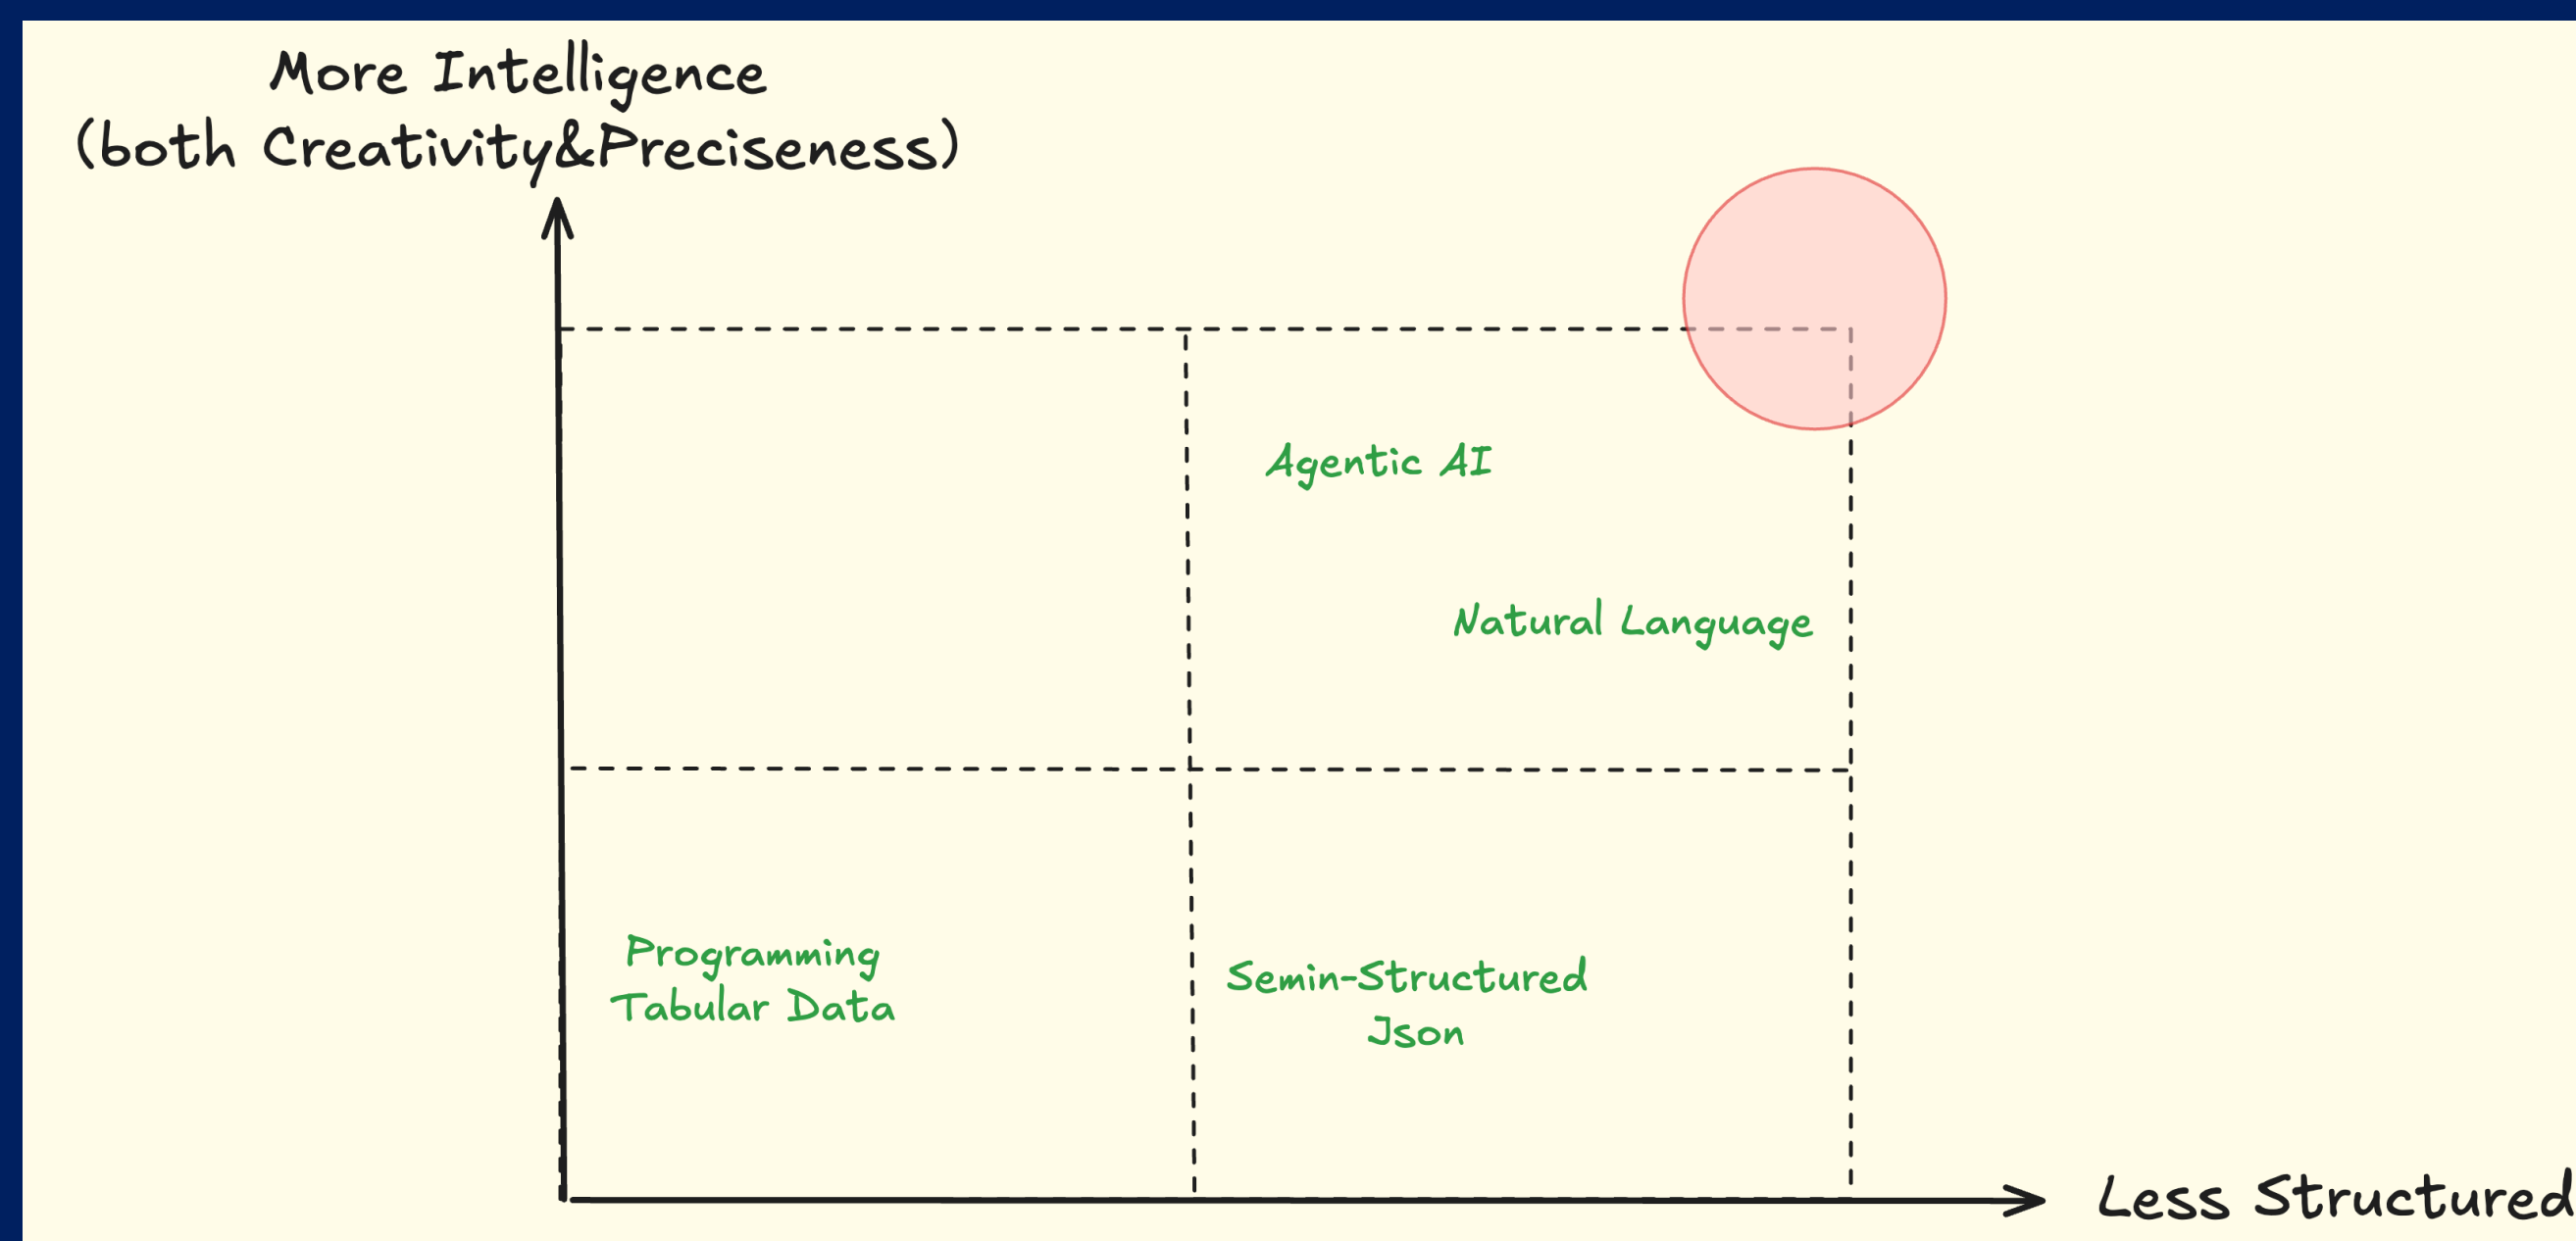 More Intelligence
(both Creativity&Preciseness)
Agentic AI
Natural Language
Programming
Tabular Data
Semin-Structured
Json
Less Structured